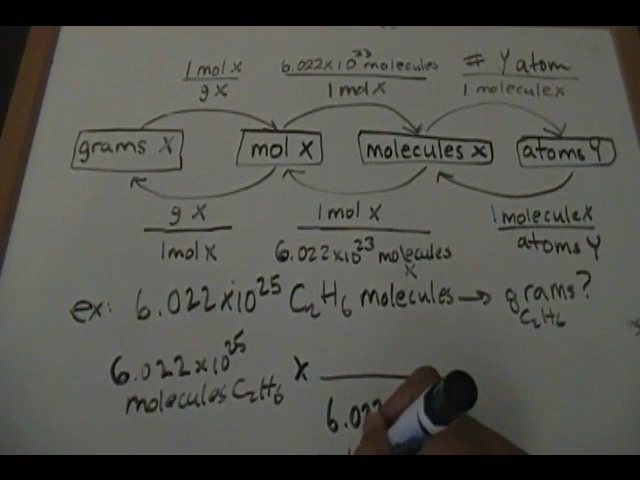 1 mol X 6.022x10^23 molecules # Y atom
g X 1 mol X 1 molecule x
grams X mol X molecules X atoms Y
g X 1 mol X 1 molecule X
1 mol X 6.022x10^23 molecules X atoms Y
ex: 6.022x10^25 C2H6 molecules → grams?
C2H6
6.022x10^25 x
molecules C2H6
6.022